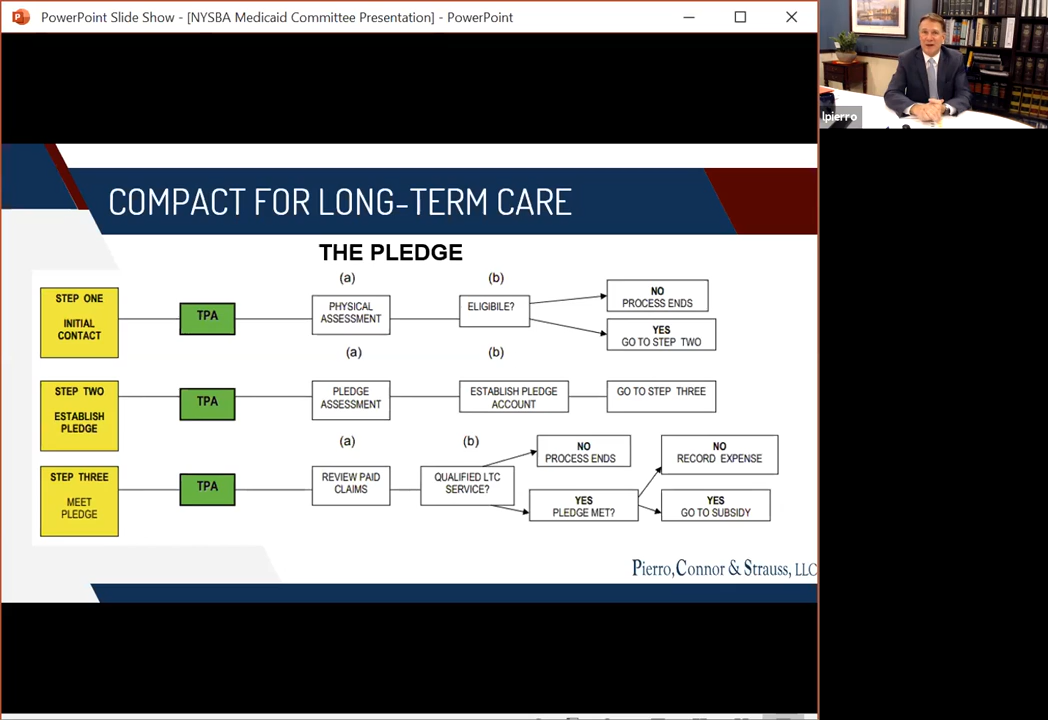 PowerPoint Slide Show - [NYSBA Medicaid Committee Presentation] - PowerPoint
lpierro
COMPACT FOR LONG-TERM CARE
THE PLEDGE
(a)
(b)
STEP ONE
INITIAL
CONTACT
TPA
PHYSICAL
ASSESSMENT
ELIGIBILE?
NO
PROCESS ENDS
YES
GO TO STEP TWO
(a)
(b)
STEP TWO
ESTABLISH
PLEDGE
TPA
PLEDGE
ASSESSMENT
ESTABLISH PLEDGE
ACCOUNT
GO TO STEP THREE
(a)
(b)
STEP THREE
MEET
PLEDGE
TPA
REVIEW PAID
CLAIMS
QUALIFIED LTC
SERVICE?
NO
PROCESS ENDS
YES
PLEDGE MET?
NO
RECORD EXPENSE
YES
GO TO SUBSIDY
Pierro, Connor & Strauss, LLC